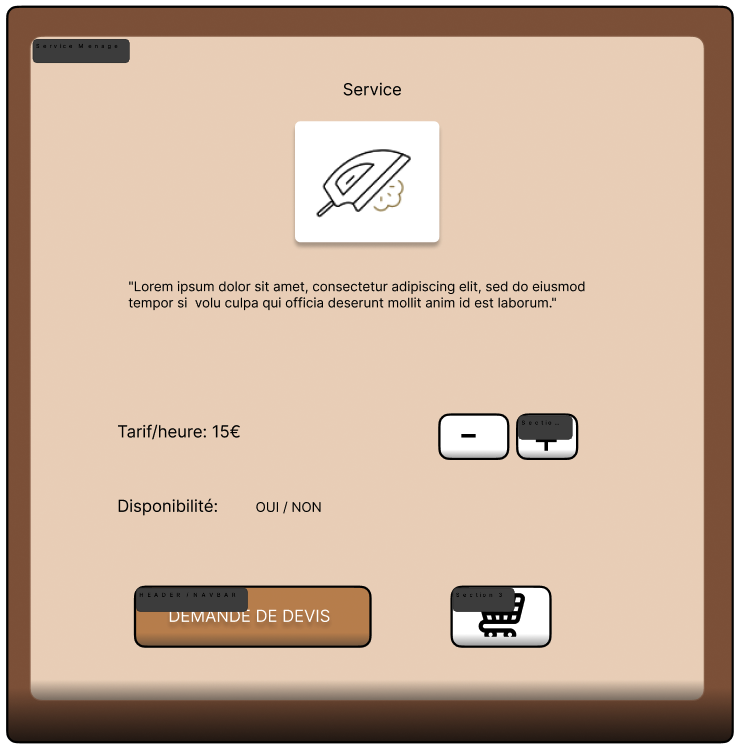 Service Menage
Service
"Lorem ipsum dolor sit amet, consectetur adipiscing elit, sed do eiusmod
tempor si volu culpa qui officia deserunt mollit anim id est laborum."
Tarif/heure: 15€
-
Sectio...
+
Disponibilité:
OUI / NON
HEADER / NAVBAR
DEMANDE DE DEVIS
Section 3